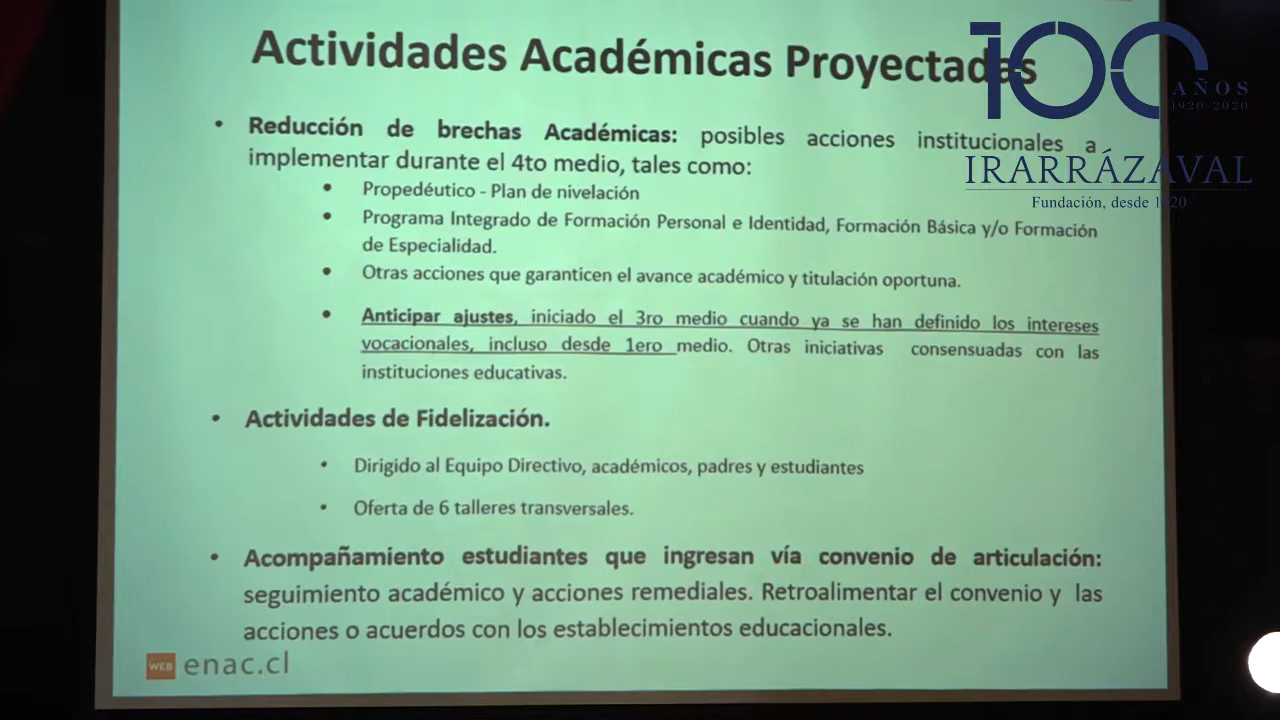 Actividades Académicas Proyectadas
• Reducción de brechas Académicas: posibles acciones institucionales a
implementar durante el 4to medio, tales como:
• Propedéutico - Plan de nivelación
• Programa Integrado de Formación Personal e Identidad, Formación Básica y/o Formación
de Especialidad.
• Otras acciones que garanticen el avance académico y titulación oportuna.
• Anticipar ajustes, iniciado el 3ro medio cuando ya se han definido los intereses
vocacionales, incluso desde 1ero medio. Otras iniciativas consensuadas con las
instituciones educativas.
• Actividades de Fidelización.
• Dirigido al Equipo Directivo, académicos, padres y estudiantes
• Oferta de 6 talleres transversales.
• Acompañamiento estudiantes que ingresan vía convenio de articulación:
seguimiento académico y acciones remediales. Retroalimentar el convenio y las
acciones o acuerdos con los establecimientos educacionales.
WEB enac.cl
100 AÑOS
1920-2020
IRARRÁZAVAL
Fundación, desde 1920